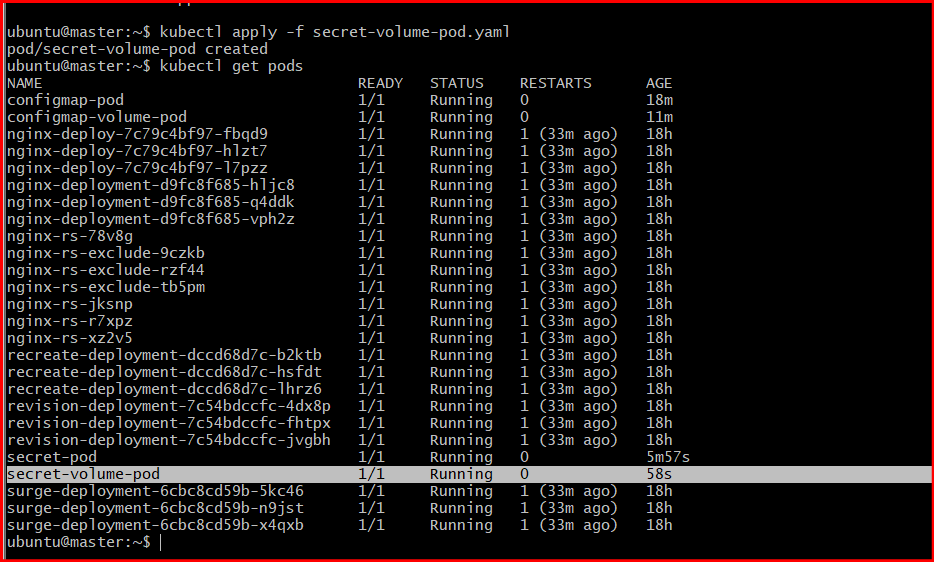 ubuntu@master:~$ kubectl apply -f secret-volume-pod.yaml
pod/secret-volume-pod created
ubuntu@master:~$ kubectl get pods
NAME READY STATUS RESTARTS AGE
configmap-pod 1/1 Running 0 18m
configmap-volume-pod 1/1 Running 0 11m
nginx-deploy-7c79c4bf97-fbqd9 1/1 Running 1 (33m ago) 18h
nginx-deploy-7c79c4bf97-hlzt7 1/1 Running 1 (33m ago) 18h
nginx-deploy-7c79c4bf97-l7pzz 1/1 Running 1 (33m ago) 18h
nginx-deployment-d9fc8f685-hljc8 1/1 Running 1 (33m ago) 18h
nginx-deployment-d9fc8f685-q4ddk 1/1 Running 1 (33m ago) 18h
nginx-deployment-d9fc8f685-vph2z 1/1 Running 1 (33m ago) 18h
nginx-rs-78v8g 1/1 Running 1 (33m ago) 18h
nginx-rs-exclude-9czkb 1/1 Running 1 (33m ago) 18h
nginx-rs-exclude-rzf44 1/1 Running 1 (33m ago) 18h
nginx-rs-exclude-tb5pm 1/1 Running 1 (33m ago) 18h
nginx-rs-jksnp 1/1 Running 1 (33m ago) 18h
nginx-rs-r7xpz 1/1 Running 1 (33m ago) 18h
nginx-rs-xz2v5 1/1 Running 1 (33m ago) 18h
recreate-deployment-dccd68d7c-b2ktb 1/1 Running 1 (33m ago) 18h
recreate-deployment-dccd68d7c-hsfdt 1/1 Running 1 (33m ago) 18h
recreate-deployment-dccd68d7c-lhrz6 1/1 Running 1 (33m ago) 18h
revision-deployment-7c54bdccfc-4dx8p 1/1 Running 1 (33m ago) 18h
revision-deployment-7c54bdccfc-fhtpx 1/1 Running 1 (33m ago) 18h
revision-deployment-7c54bdccfc-jvgbh 1/1 Running 1 (33m ago) 18h
secret-pod 1/1 Running 0 5m57s
secret-volume-pod 1/1 Running 0 58s
surge-deployment-6cbc8cd59b-5kc46 1/1 Running 1 (33m ago) 18h
surge-deployment-6cbc8cd59b-n9jst 1/1 Running 1 (33m ago) 18h
surge-deployment-6cbc8cd59b-x4qxb 1/1 Running 1 (33m ago) 18h
ubuntu@master:~$